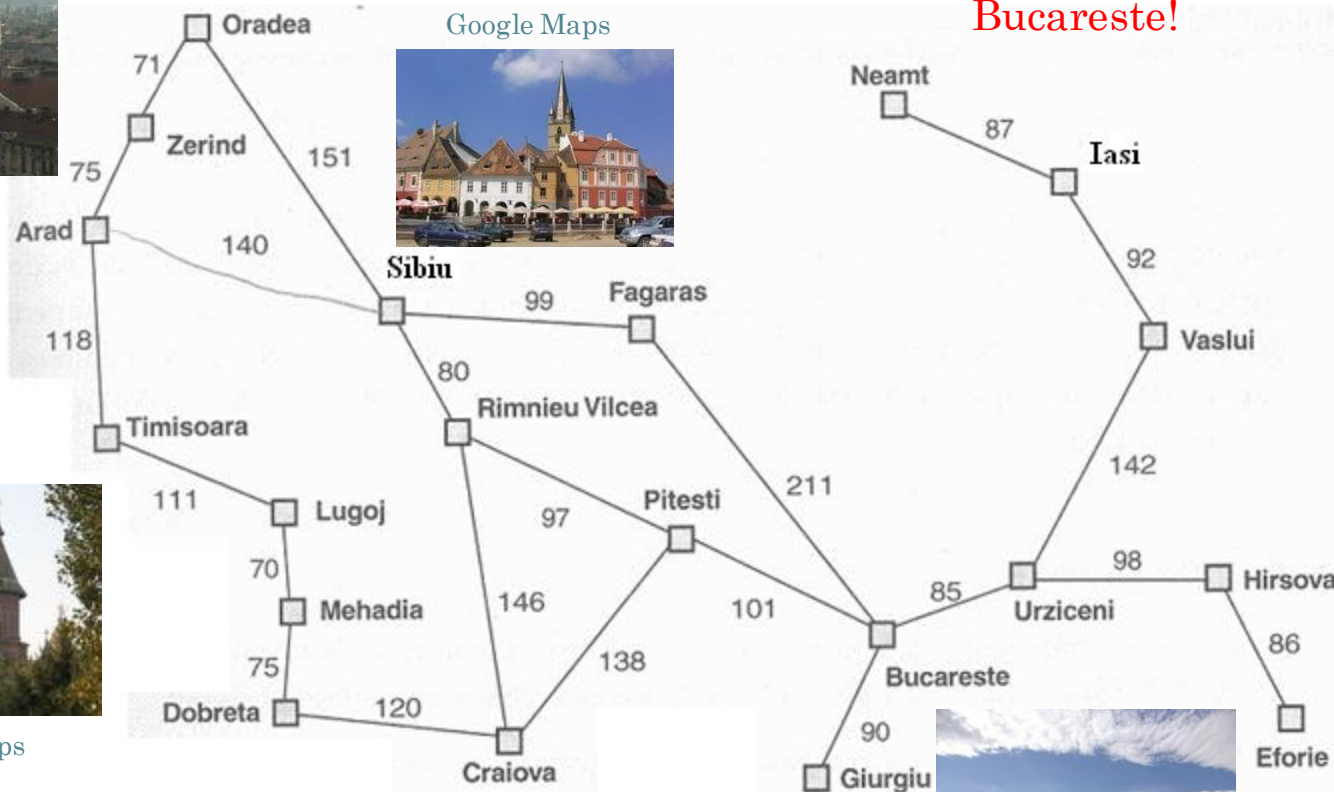 Oradea
Google Maps
Bucareste!
71
Neamt
87
Zerind
151
Iasi
75
Arad
140
Sibiu
92
99
Fagaras
118
Vaslui
80
Rimnieu Vilcea
Timisoara
142
111
211
Lugoj
97
Pitesti
70
98
Hirsova
Mehadia
146
101
85
Urziceni
75
138
86
Bucareste
Dobreta
120
90
ps
Craiova
Giurgiu
Eforie